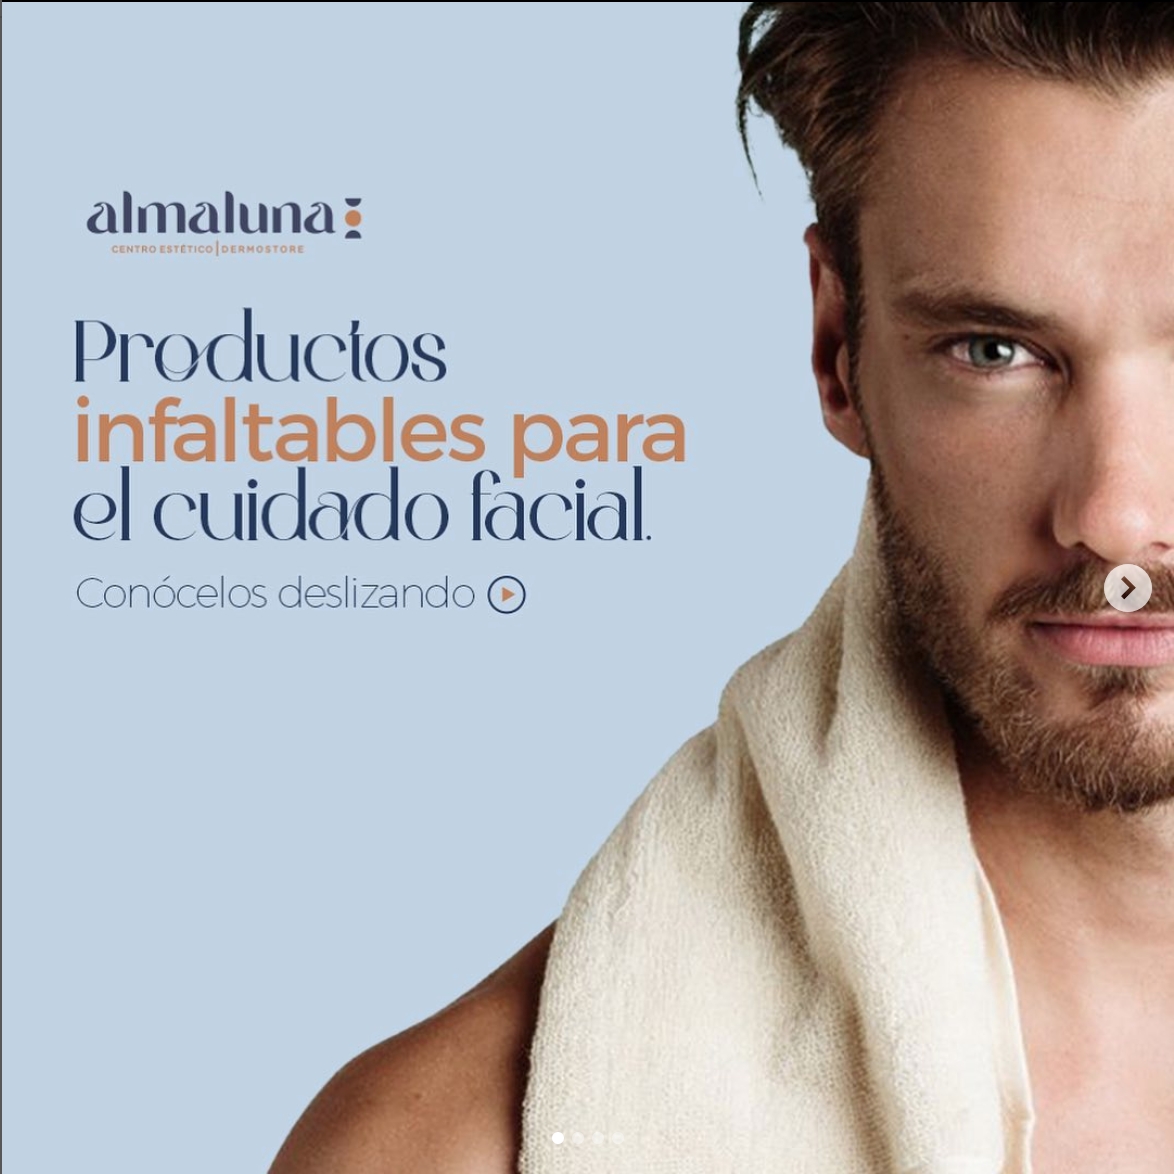 almaluna
CENTRO ESTÉTICO | DERMOSTORE
Productos
infaltables para
el cuidado facial.
Conócelos deslizando